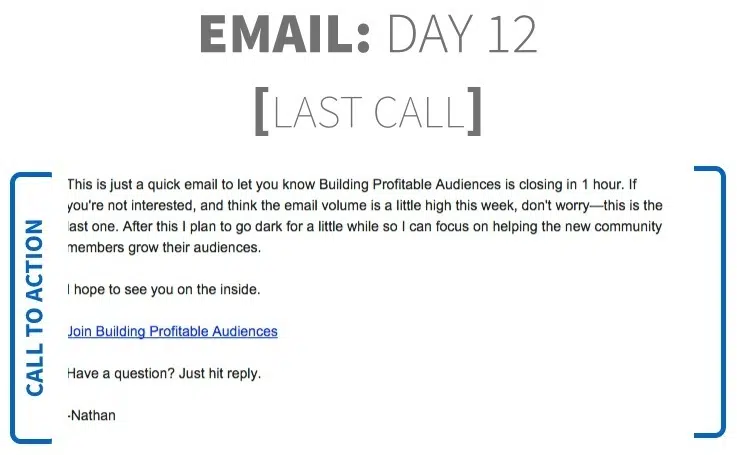 EMAIL: DAY 12
[LAST CALL]
CALL TO ACTION
This is just a quick email to let you know Building Profitable Audiences is closing in 1 hour. If
you're not interested, and think the email volume is a little high this week, don't worry—this is the
last one. After this I plan to go dark for a little while so I can focus on helping the new community
members grow their audiences.
I hope to see you on the inside.
Join Building Profitable Audiences
Have a question? Just hit reply.
-Nathan